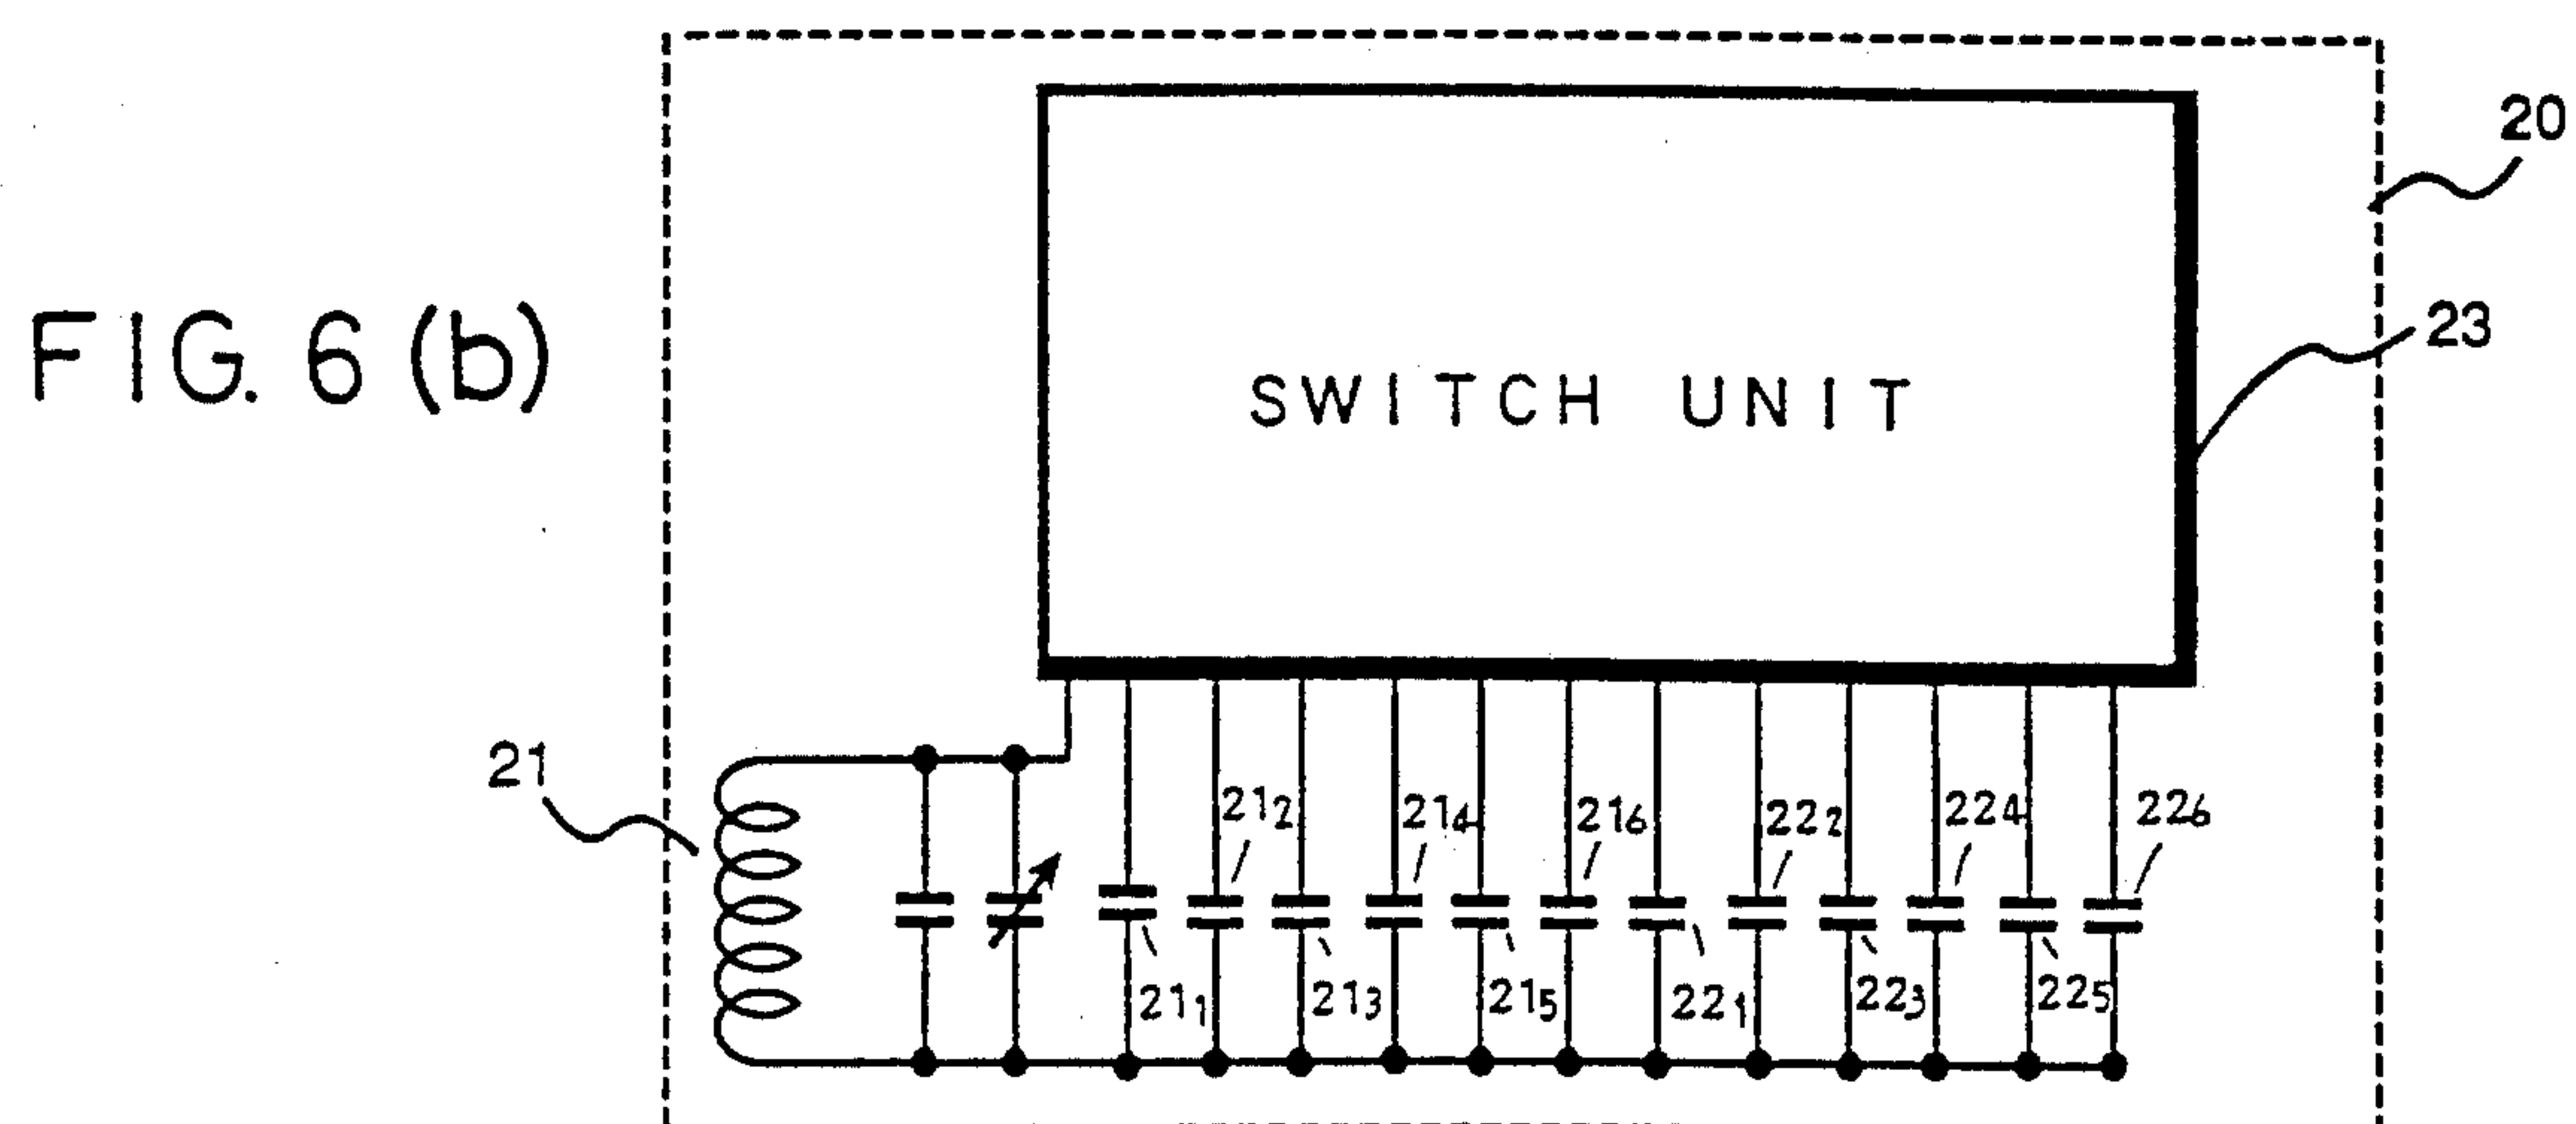 20
23
FIG. 6 (b)
SWITCH UNIT
21
21₂ 21₄ 21₆ 22₂ 22₄ 22₆
21₁ 21₃ 21₅ 22₁ 22₃ 22₅